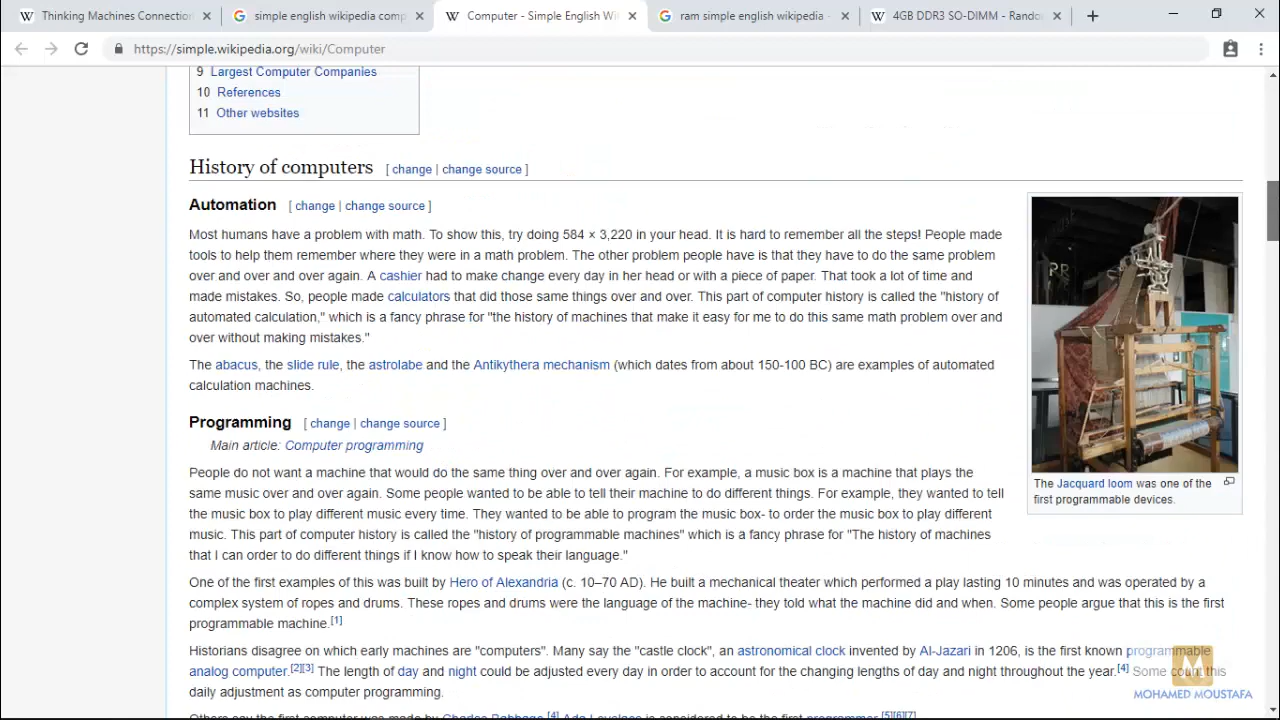 Thinking Machines Connection
simple english wikipedia comp
Computer - Simple English Wi
ram simple english wikipedia -
4GB DDR3 SO-DIMM - Rando
https://simple.wikipedia.org/wiki/Computer
9 Largest Computer Companies
10 References
11 Other websites
History of computers [ change | change source ]
Automation [ change | change source ]
Most humans have a problem with math. To show this, try doing 584 × 3,220 in your head. It is hard to remember all the steps! People made
tools to help them remember where they were in a math problem. The other problem people have is that they have to do the same problem
over and over and over again. A cashier had to make change every day in her head or with a piece of paper. That took a lot of time and
made mistakes. So, people made calculators that did those same things over and over. This part of computer history is called the "history of
automated calculation," which is a fancy phrase for "the history of machines that make it easy for me to do this same math problem over and
over without making mistakes."
The abacus, the slide rule, the astrolabe and the Antikythera mechanism (which dates from about 150-100 BC) are examples of automated
calculation machines.
The Jacquard loom was one of the
first programmable devices.
Programming [ change | change source ]
Main article: Computer programming
People do not want a machine that would do the same thing over and over again. For example, a music box is a machine that plays the
same music over and over again. Some people wanted to be able to tell their machine to do different things. For example, they wanted to tell
the music box to play different music every time. They wanted to be able to program the music box- to order the music box to play different
music. This part of computer history is called the "history of programmable machines" which is a fancy phrase for "The history of machines
that I can order to do different things if I know how to speak their language."
One of the first examples of this was built by Hero of Alexandria (c. 10–70 AD). He built a mechanical theater which performed a play lasting 10 minutes and was operated by a
complex system of ropes and drums. These ropes and drums were the language of the machine- they told what the machine did and when. Some people argue that this is the first
programmable machine.[1]
Historians disagree on which early machines are "computers". Many say the "castle clock", an astronomical clock invented by Al-Jazari in 1206, is the first known programmable
analog computer.[2][3] The length of day and night could be adjusted every day in order to account for the changing lengths of day and night throughout the year.[4] Some count this
daily adjustment as computer programming.
Others say the first computer was made by Charles Babbage.[4] Ada Lovelace is considered to be the first programmer.[5][6][7]
MOHAMED MOUSTAFA